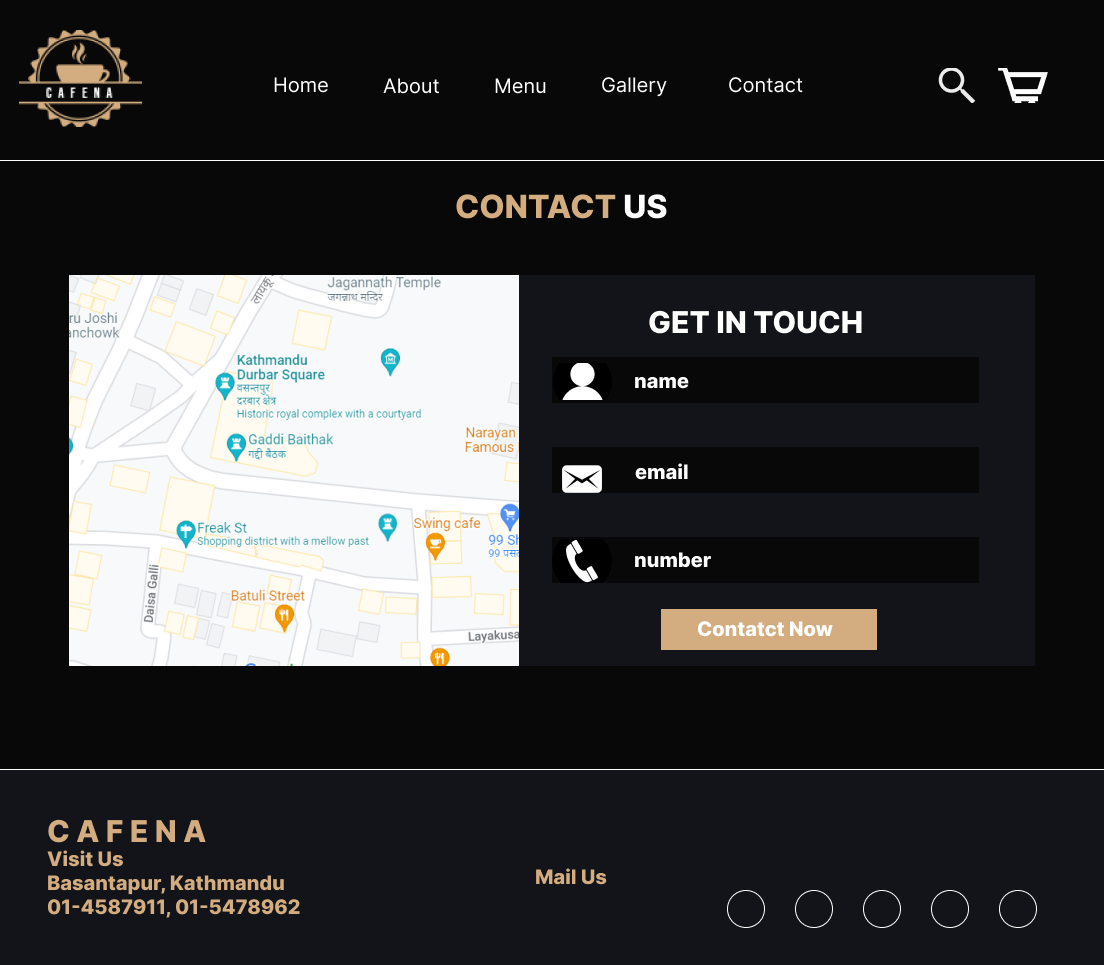 CAFENA
Home
About
Menu
Gallery
Contact
CONTACT US
Jagannath Temple
जगन्नाथ मन्दिर
लायकू
ru Joshi
anchowk
Kathmandu
Durbar Square
वसन्तपुर
दरबार क्षेत्र
Historic royal complex with a courtyard
Gaddi Baithak
गद्दी बैठक
Narayan
Famous
Freak St
Shopping district with a mellow past
Swing cafe
99 Sh
99 पसल
Daisa Galli
Batuli Street
Layakusa
GET IN TOUCH
name
email
number
Contatct Now
CAFENA
Visit Us
Basantapur, Kathmandu
01-4587911, 01-5478962
Mail Us